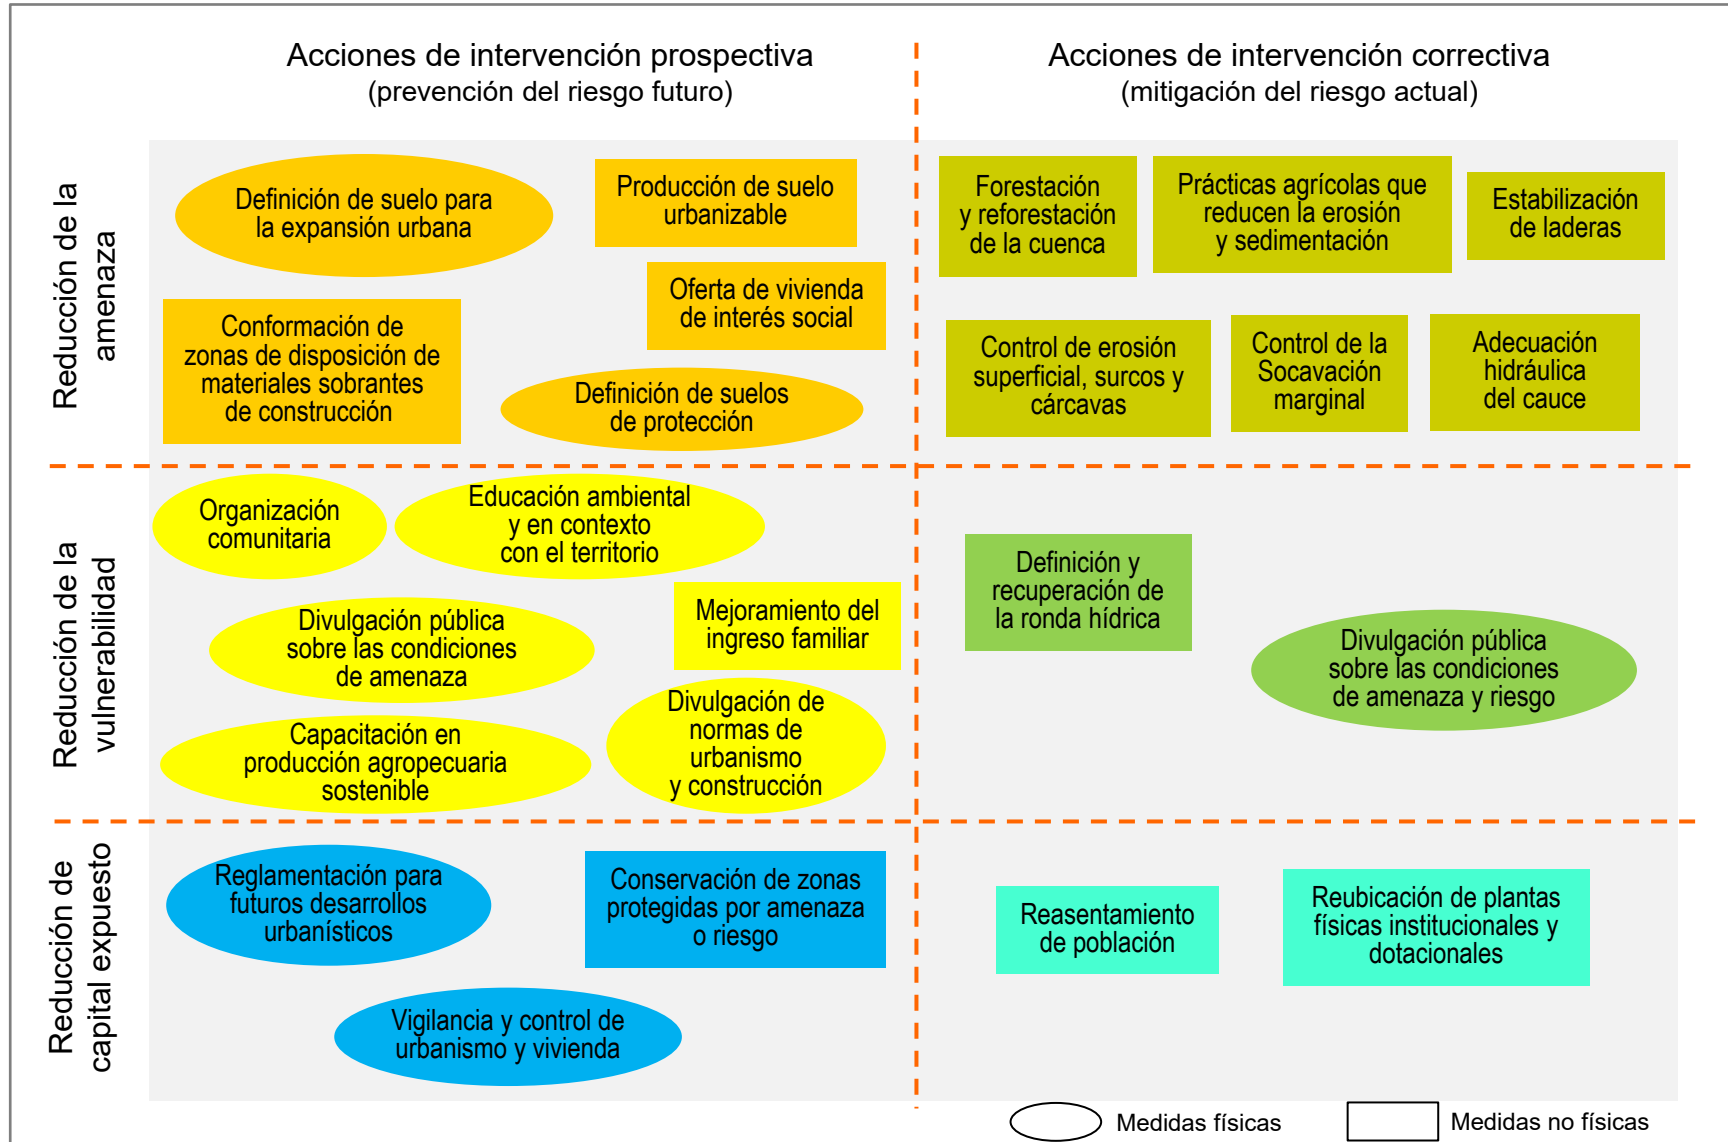 Acciones de intervención prospectiva
(prevención del riesgo futuro)
Acciones de intervención correctiva
(mitigación del riesgo actual)
Reducción de la
amenaza
Definición de suelo para
la expansión urbana
Producción de suelo
urbanizable
Oferta de vivienda
de interés social
Conformación de
zonas de disposición de
materiales sobrantes
de construcción
Definición de suelos
de protección
Forestación
y reforestación
de la cuenca
Prácticas agrícolas que
reducen la erosión
y sedimentación
Estabilización
de laderas
Control de erosión
superficial, surcos y
cárcavas
Control de la
Socavación
marginal
Adecuación
hidráulica
del cauce
Reducción de la
vulnerabilidad
Organización
comunitaria
Educación ambiental
y en contexto
con el territorio
Divulgación pública
sobre las condiciones
de amenaza
Mejoramiento del
ingreso familiar
Capacitación en
producción agropecuaria
sostenible
Divulgación de
normas de
urbanismo
y construcción
Definición y
recuperación de
la ronda hídrica
Divulgación pública
sobre las condiciones
de amenaza y riesgo
Reducción de
capital expuesto
Reglamentación para
futuros desarrollos
urbanísticos
Conservación de zonas
protegidas por amenaza
o riesgo
Vigilancia y control de
urbanismo y vivienda
Reasentamiento
de población
Reubicación de plantas
físicas institucionales y
dotacionales
Medidas físicas
Medidas no físicas